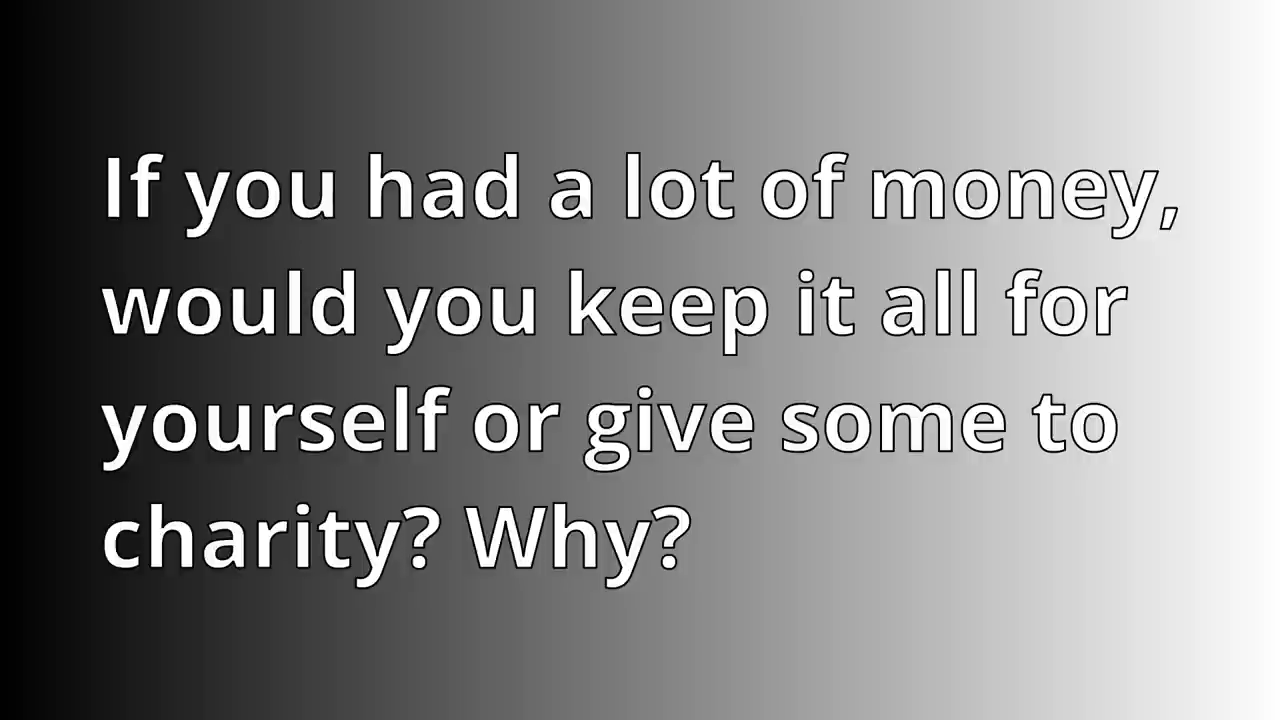 If you had a lot of money,
would you keep it all for
yourself or give some to
charity? Why?